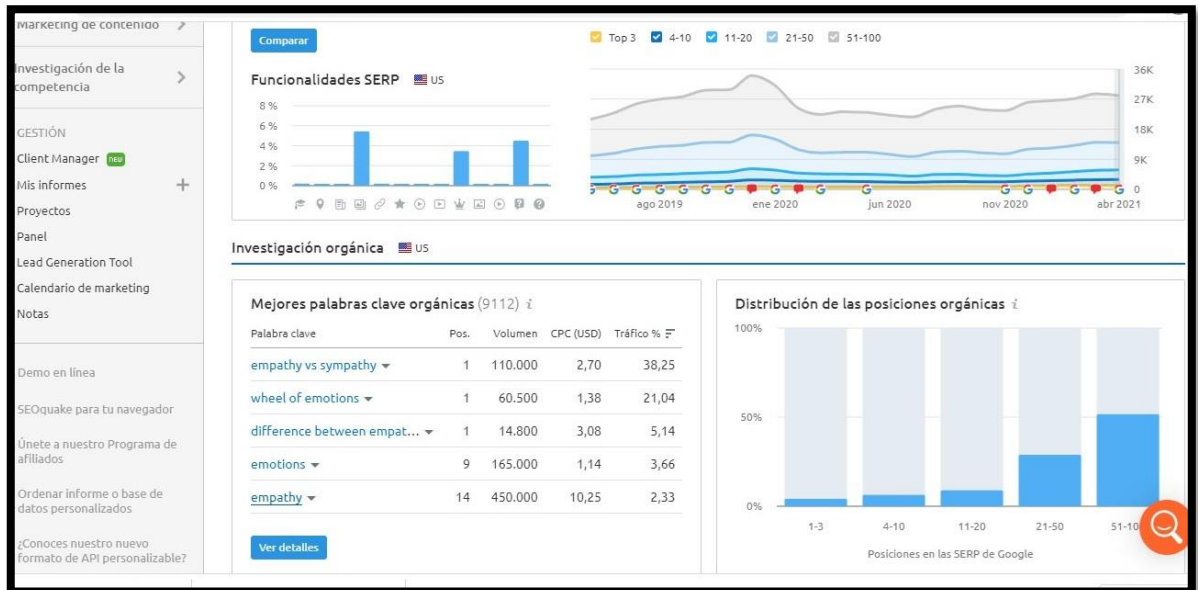 Marketing de contenido
Investigación de la
competencia
GESTIÓN
Client Manager new
Mis informes
Proyectos
Panel
Lead Generation Tool
Calendario de marketing
Notas
Demo en línea
SEOquake para tu navegador
Únete a nuestro Programa de
afiliados
Ordenar informe o base de
datos personalizados
¿Conoces nuestro nuevo
formato de API personalizable?
Comparar
Funcionalidades SERP US
8 %
6 %
4 %
2 %
0 %
Top 3 4-10 11-20 21-50 51-100
36K
27K
18K
9K
0
ago 2019 ene 2020 jun 2020 nov 2020 abr 2021
Investigación orgánica US
Mejores palabras clave orgánicas (9112) i
Palabra clave Pos. Volumen CPC (USD) Tráfico %
empathy vs sympathy 1 110.000 2,70 38,25
wheel of emotions 1 60.500 1,38 21,04
difference between empat... 1 14.800 3,08 5,14
emotions 9 165.000 1,14 3,66
empathy 14 450.000 10,25 2,33
Ver detalles
Distribución de las posiciones orgánicas i
100%
50%
0%
1-3 4-10 11-20 21-50 51-10
Posiciones en las SERP de Google